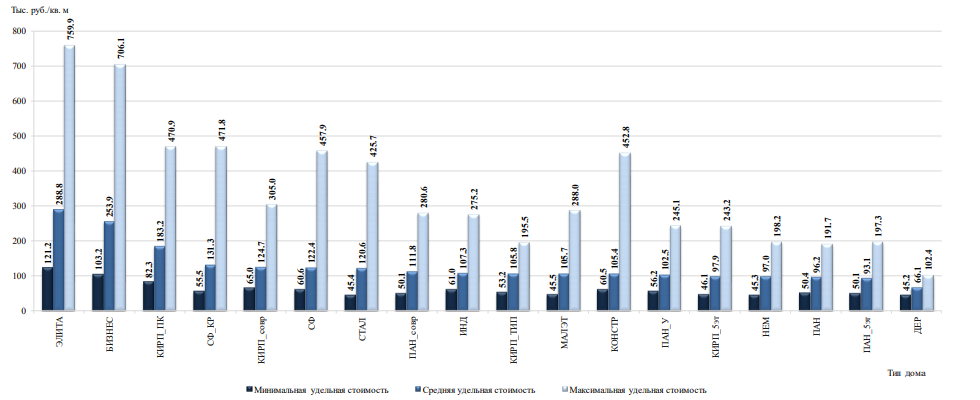 Тыс. руб./кв. м
800
700
600
500
400
300
200
100
0
121.2 288.8 759.9
103.2 253.9 706.1
82.3 183.2 470.9
55.5 131.3 471.8
65.0 124.7 305.0
60.6 122.4 457.9
45.4 120.6 425.7
50.1 111.8 280.6
61.0 107.3 275.2
53.2 105.8 195.5
45.5 105.7 288.0
60.5 105.4 452.8
56.2 102.5 245.1
46.1 97.9 243.2
45.3 97.0 198.2
50.4 96.2 191.7
50.1 93.1 197.3
45.2 66.1 102.4
ЭЛИТА
БИЗНЕС
КИРП_ПК
СФ_КР
КИРП_совр
СФ
СТАЛ
ПАН_совр
ИНД
КИРП_ТИП
МАЛЭТ
КОНСТР
ПАН_У
КИРП_5эт
НЕМ
ПАН
ПАН_5эт
ДЕР
Тип дома
Минимальная удельная стоимость
Средняя удельная стоимость
Максимальная удельная стоимость